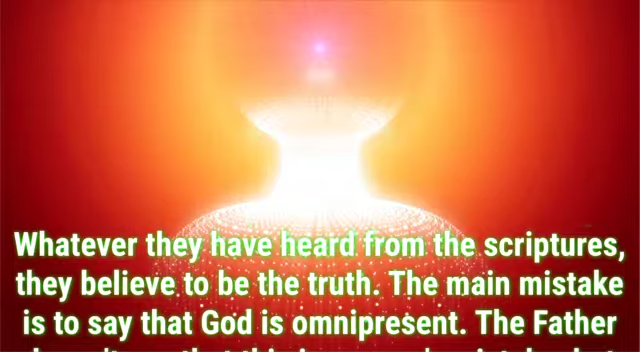 Whatever they have heard from the scriptures,
they believe to be the truth. The main mistake
is to say that God is omnipresent. The Father